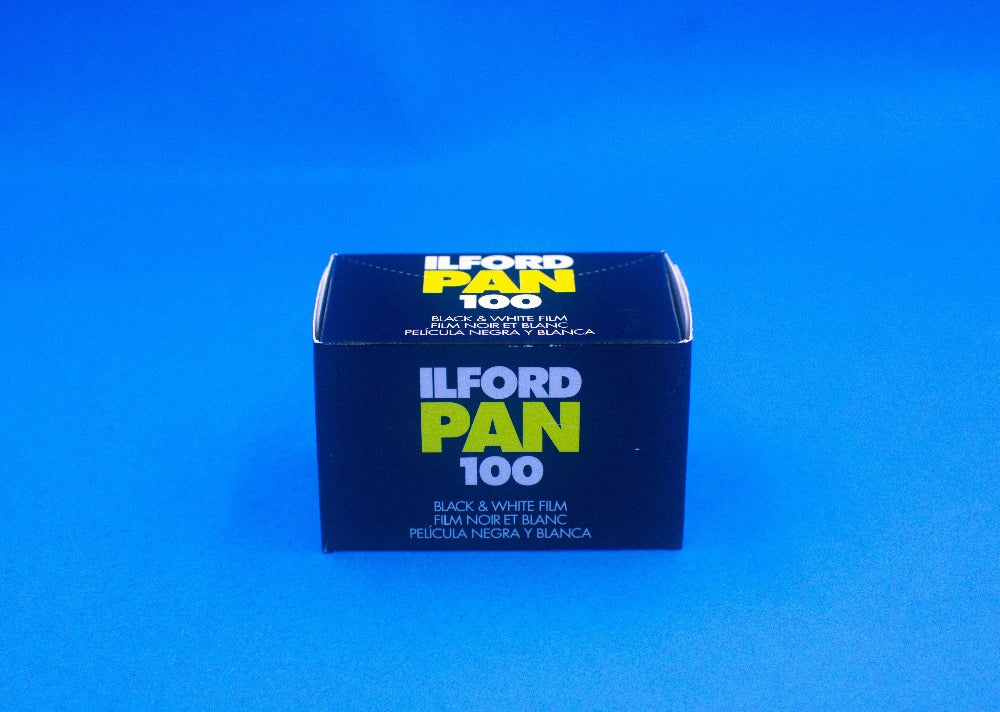 ILFORD
PAN
100
BLACK & WHITE FILM
FILM NOIR ET BLANC
PELÍCULA NEGRA Y BLANCA
ILFORD
PAN
100
BLACK & WHITE FILM
FILM NOIR ET BLANC
PELÍCULA NEGRA Y BLANCA